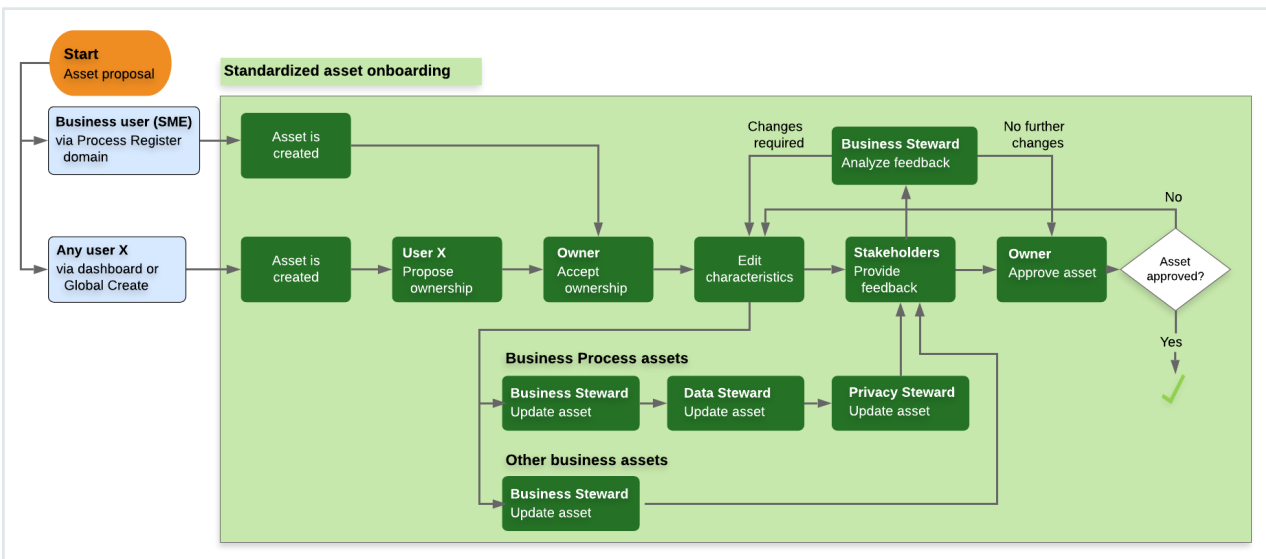 Start
Asset proposal
Standardized asset onboarding
Business user (SME)
via Process Register
domain
Asset is
created
Changes
required
Business Steward
Analyze feedback
No further
changes
No
Any user X
via dashboard or
Global Create
Asset is
created
User X
Propose
ownership
Owner
Accept
ownership
Edit
characteristics
Stakeholders
Provide
feedback
Owner
Approve asset
Asset
approved?
Yes
Business Process assets
Business Steward
Update asset
Data Steward
Update asset
Privacy Steward
Update asset
Other business assets
Business Steward
Update asset